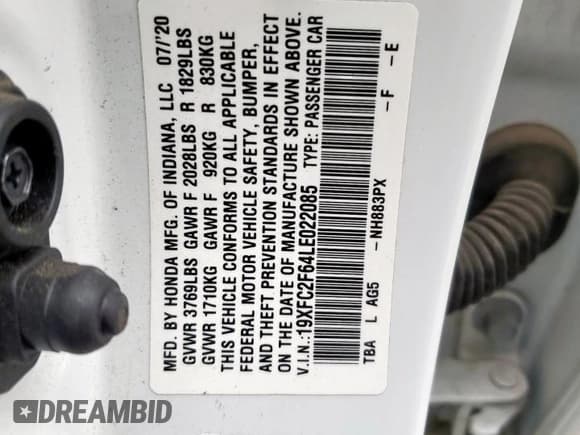 MFD. BY HONDA MFG. OF INDIANA, LLC 07/'20
GVWR 3769LBS GAWR F 2028LBS R 1829LBS
GVWR 1710KG GAWR F 920KG R 830KG
THIS VEHICLE CONFORMS TO ALL APPLICABLE
FEDERAL MOTOR VEHICLE SAFETY, BUMPER,
AND THEFT PREVENTION STANDARDS IN EFFECT
ON THE DATE OF MANUFACTURE SHOWN ABOVE.
V.I.N.:19XFC2F64LE022085 TYPE: PASSENGER CAR
TBA L AG5 -NH883PX -F -E
DREAMBID